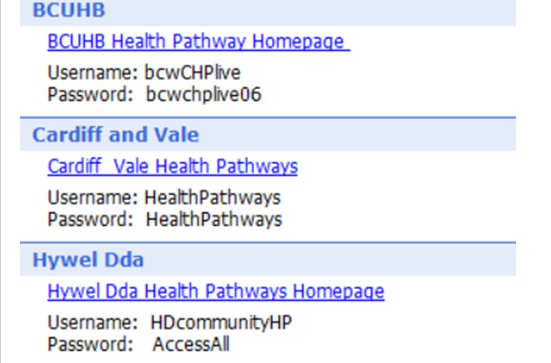 BCUHB
BCUHB Health Pathway Homepage
Username: bcwCHPlive
Password: bcwchplive06
Cardiff and Vale
Cardiff Vale Health Pathways
Username: HealthPathways
Password: HealthPathways
Hywel Dda
Hywel Dda Health Pathways Homepage
Username: HDcommunityHP
Password: AccessAll